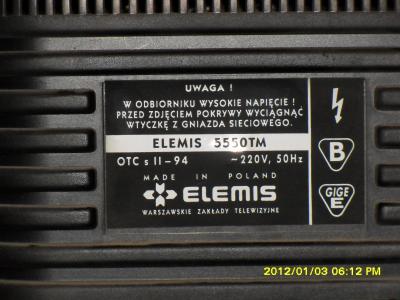 UWAGA !
W ODBIORNIKU WYSOKIE NAPIĘCIE !
PRZED ZDJĘCIEM POKRYWY WYCIĄGNĄĆ
WTYCZKĘ Z GNIAZDA SIECIOWEGO.
ELEMIS 5550TM
OTC s II-94 ~220V, 50Hz
MADE IN POLAND
ELEMIS
WARSZAWSKIE ZAKŁADY TELEWIZYJNE
B
GIGE
E
2012/01/03 06:12 PM